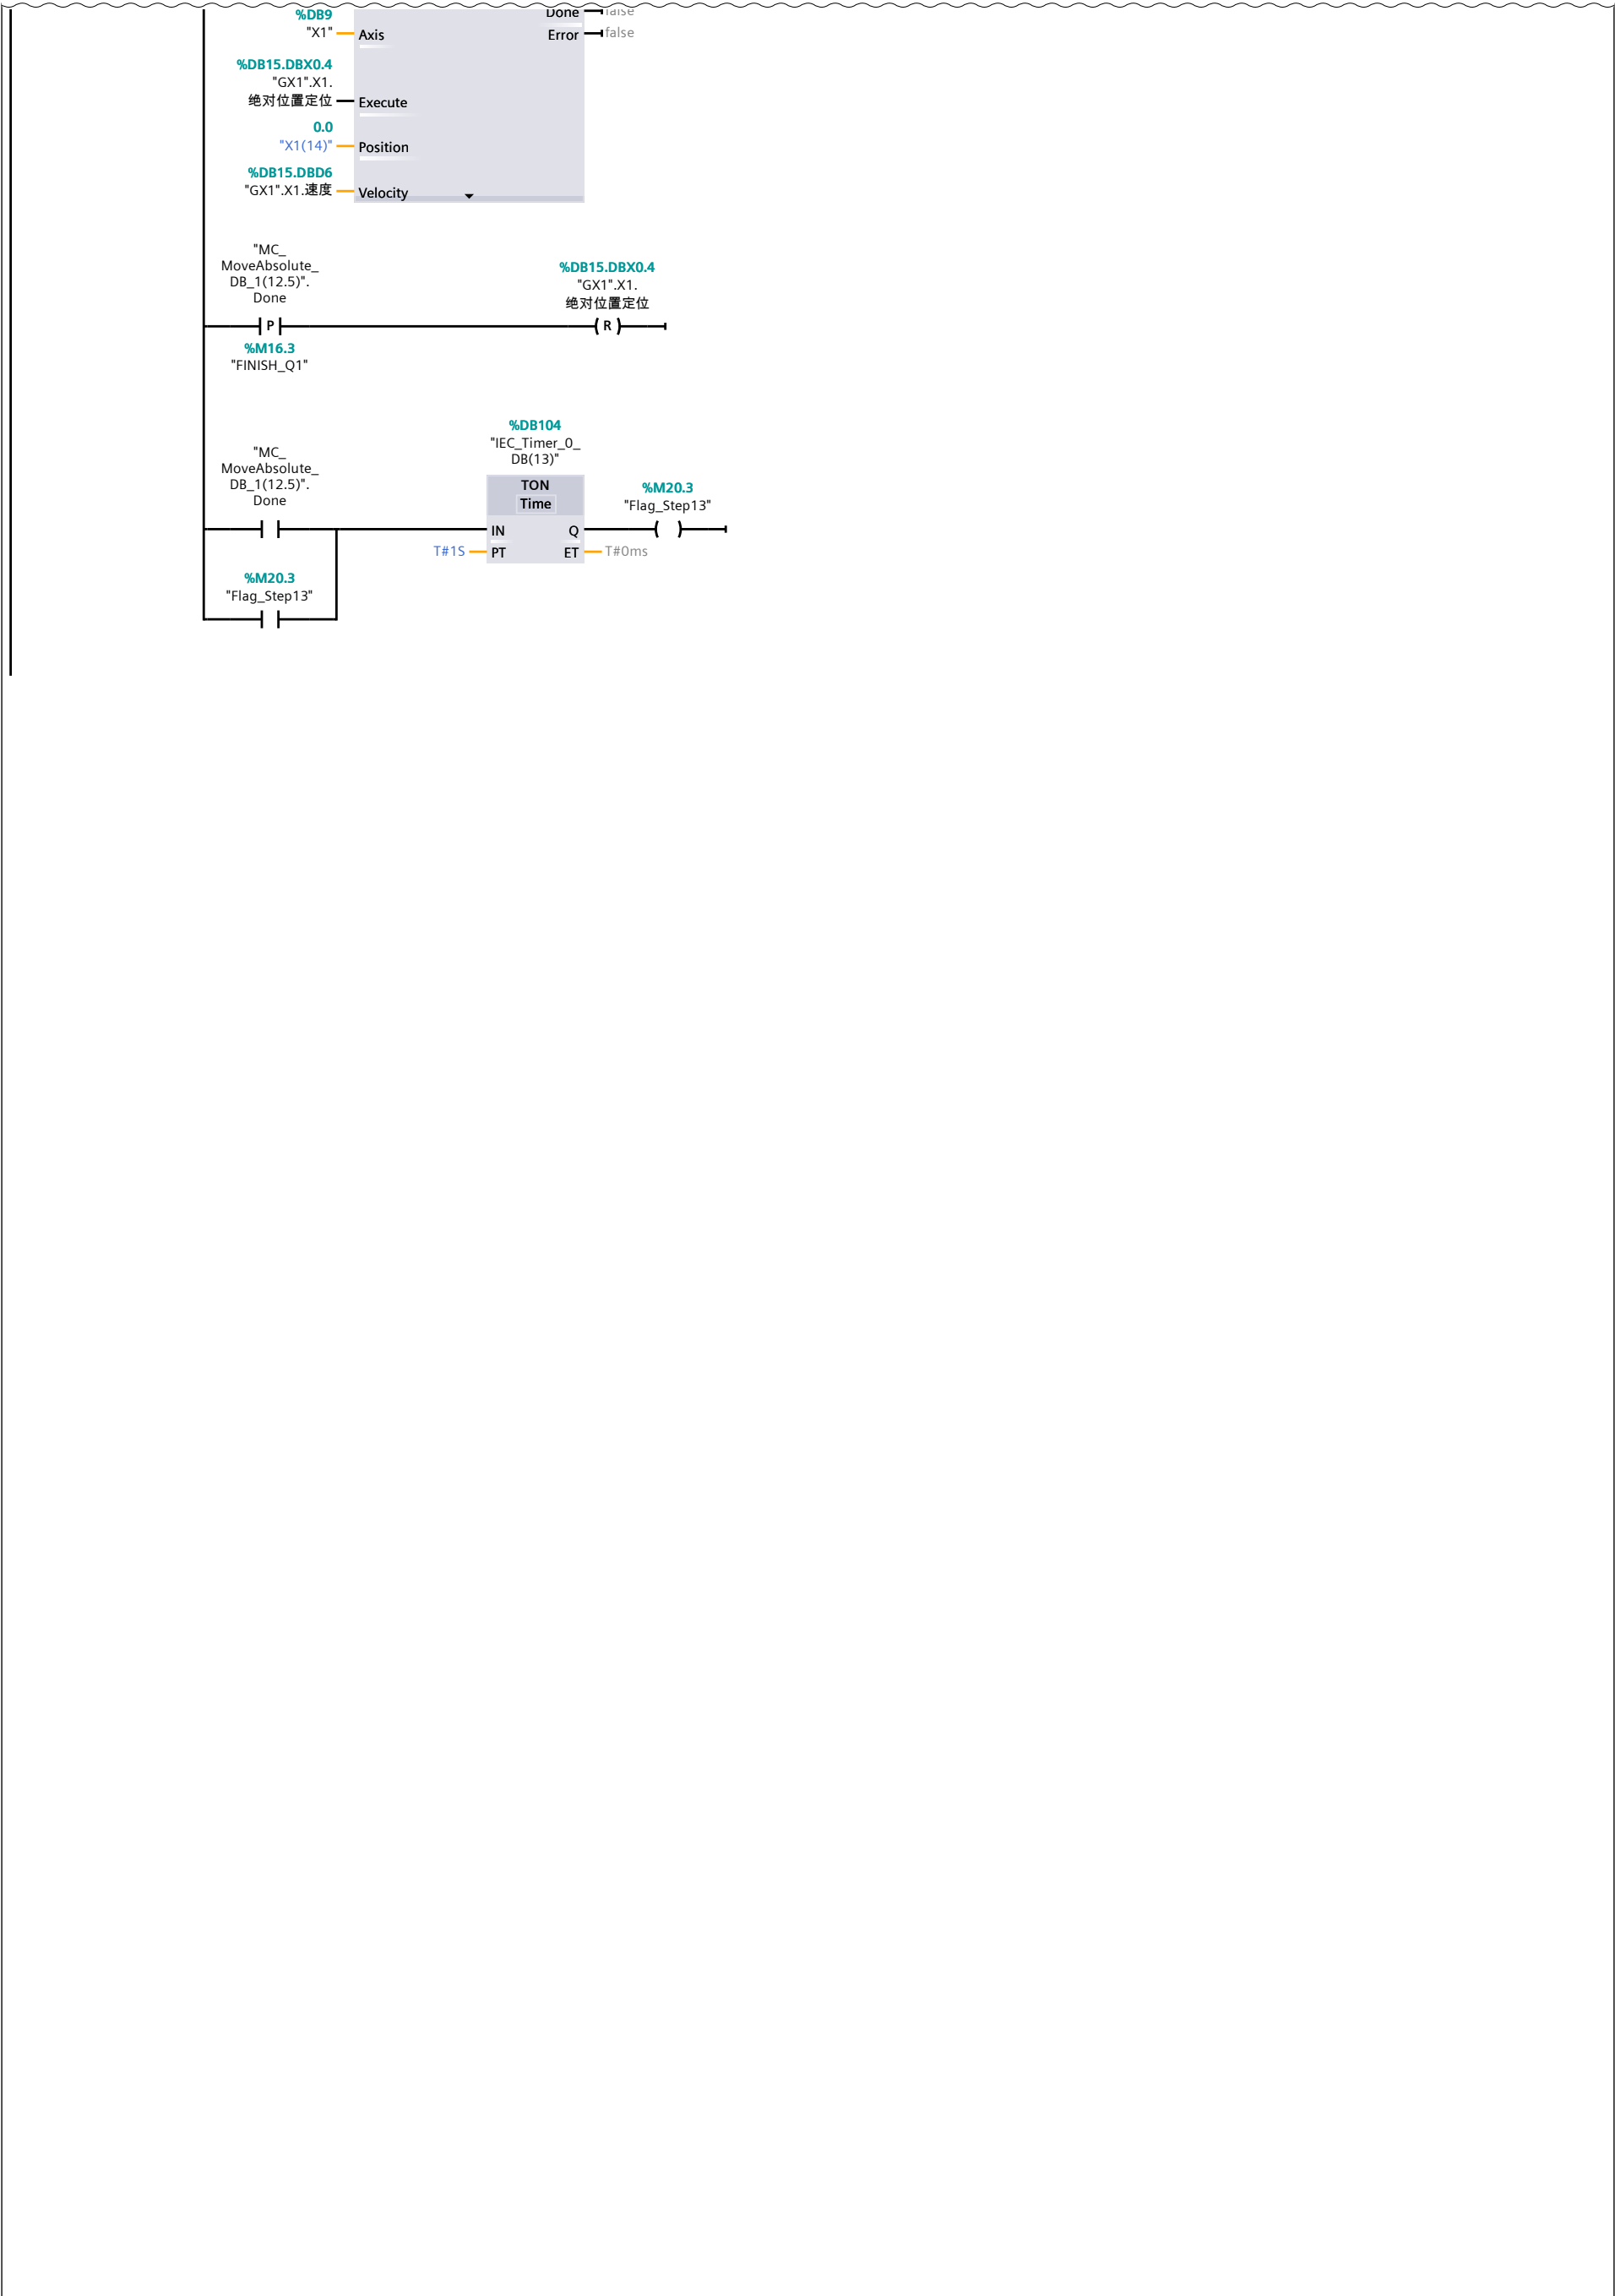 Done
false
%DB9
"X1"
Axis
Error
false
%DB15.DBX0.4
"GX1".X1.
绝对位置定位
Execute
0.0
"X1(14)"
Position
%DB15.DBD6
"GX1".X1.速度
Velocity
"MC_
MoveAbsolute_
DB_1(12.5)".
Done
%DB15.DBX0.4
"GX1".X1.
绝对位置定位
P
R
%M16.3
"FINISH_Q1"
%DB104
"IEC_Timer_0_
DB(13)"
"MC_
MoveAbsolute_
DB_1(12.5)".
Done
TON
Time
%M20.3
"Flag_Step13"
IN
Q
T#1S
PT
ET
T#0ms
%M20.3
"Flag_Step13"